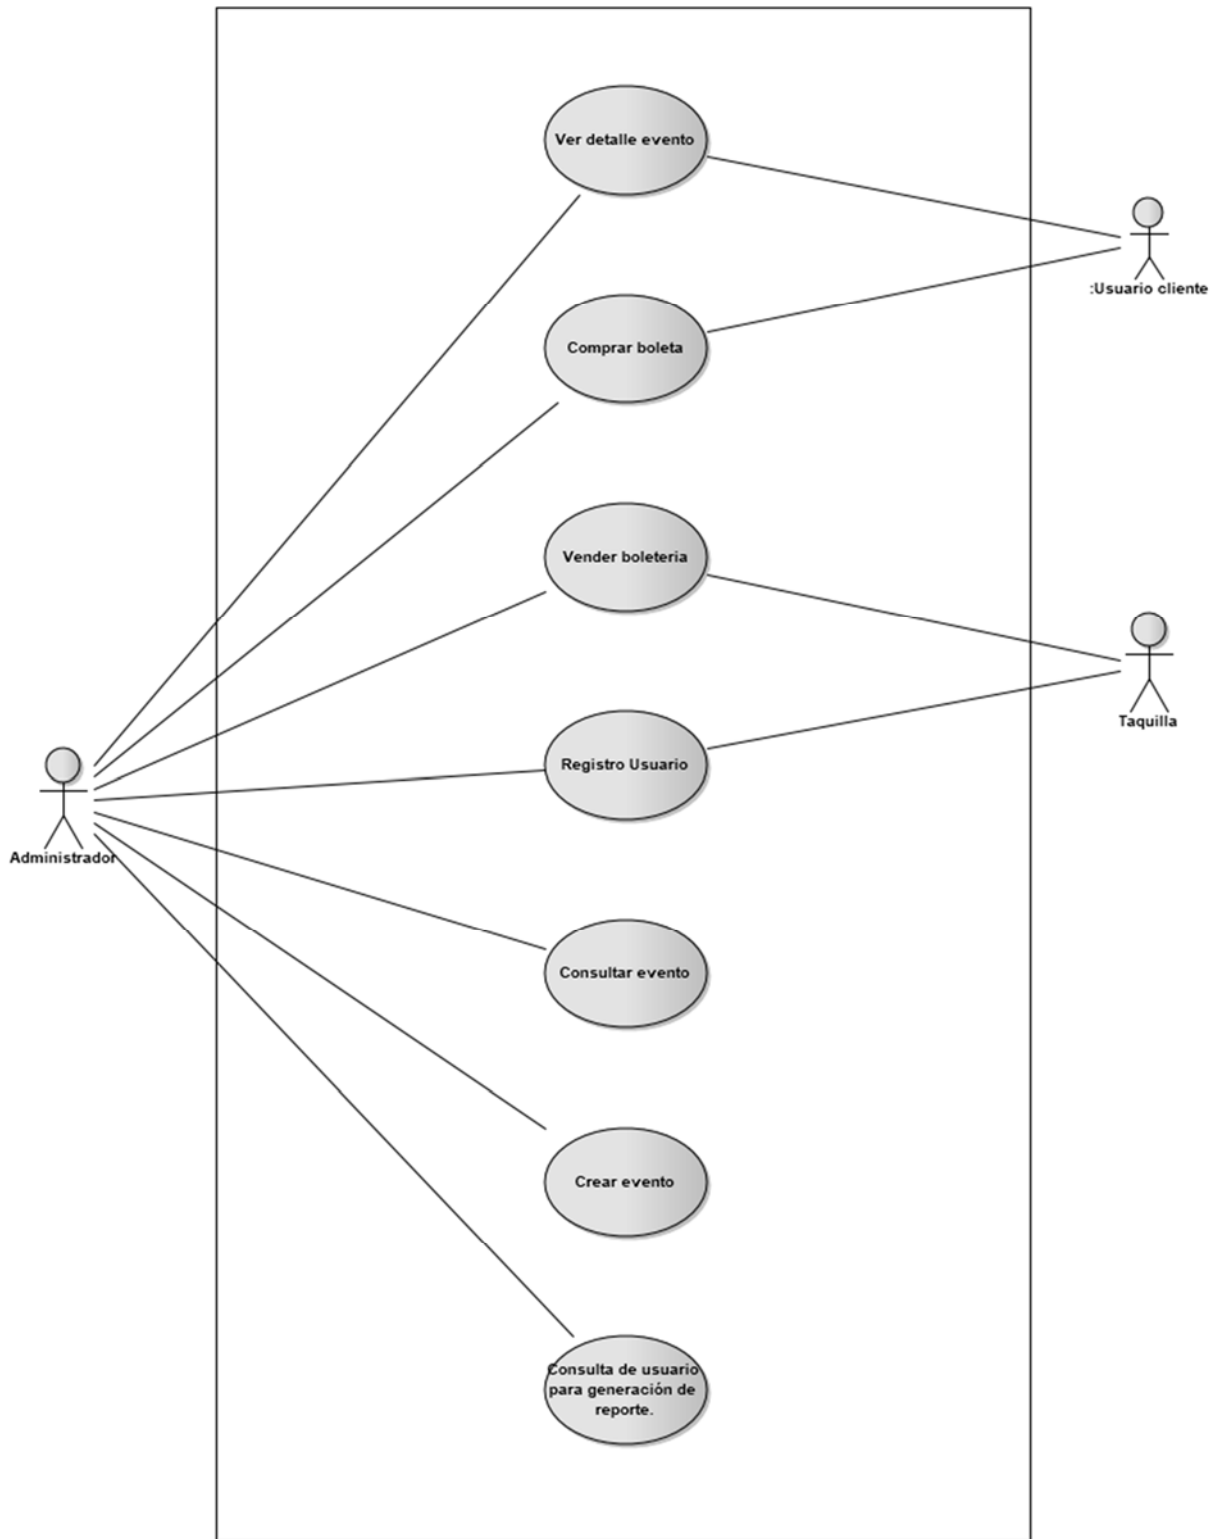 Ver detalle evento
:Usuario cliente
Comprar boleta
Vender boleteria
Taquilla
Registro Usuario
Administrador
Consultar evento
Crear evento
Consulta de usuario
para generación de
reporte.